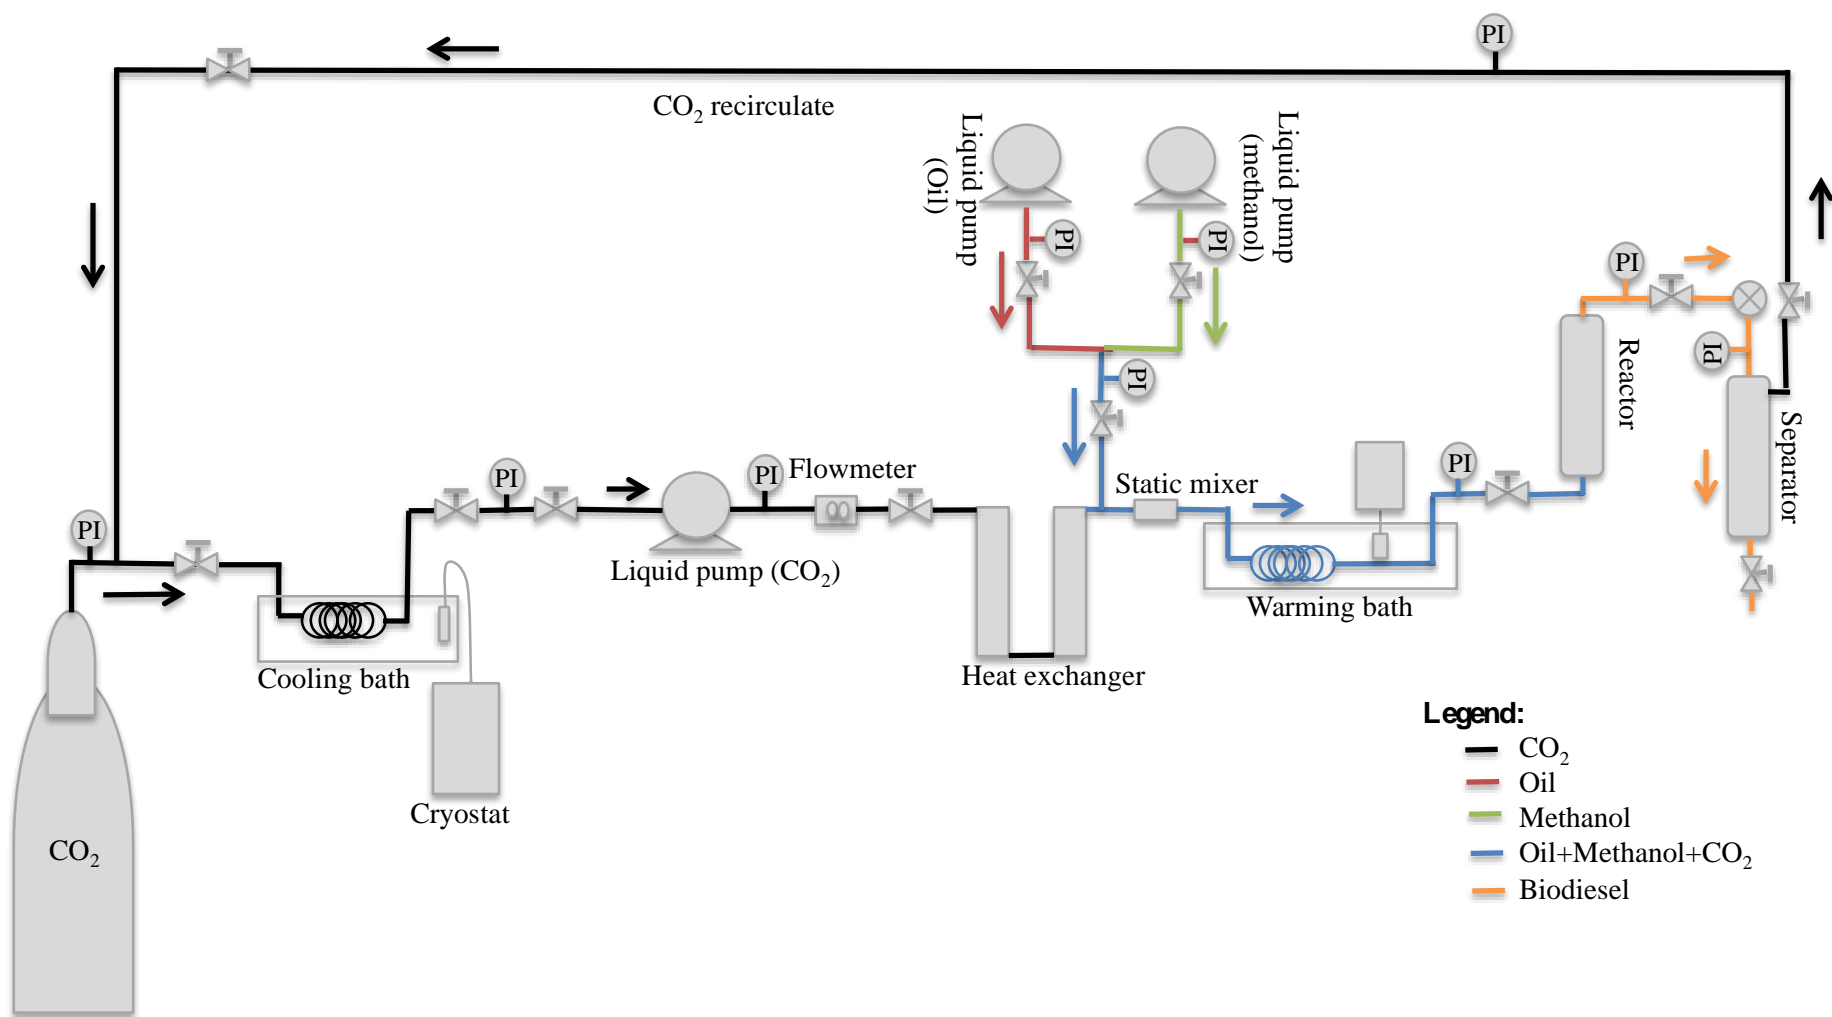 PI
CO₂ recirculate
Liquid pump
(Oil)
Liquid pump
(methanol)
PI
PI
PI
PI
PI
Reactor
Separator
PI
PI
PI
Flowmeter
Static mixer
PI
PI
Liquid pump (CO₂)
Warming bath
Cooling bath
Heat exchanger
Cryostat
CO₂
Legend:
CO₂
Oil
Methanol
Oil+Methanol+CO₂
Biodiesel